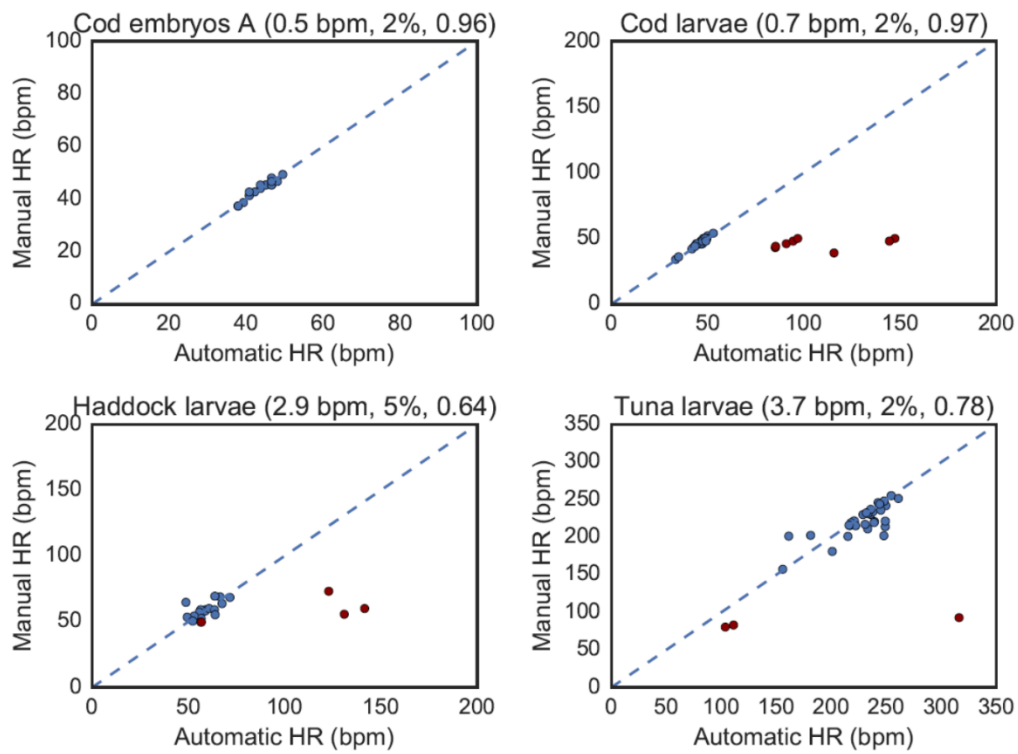 Cod embryos A (0.5 bpm, 2%, 0.96)
100
80
60
40
20
0
Manual HR (bpm)
0 20 40 60 80 100
Automatic HR (bpm)
Cod larvae (0.7 bpm, 2%, 0.97)
200
150
100
50
0
Manual HR (bpm)
0 50 100 150 200
Automatic HR (bpm)
Haddock larvae (2.9 bpm, 5%, 0.64)
200
150
100
50
0
Manual HR (bpm)
0 50 100 150 200
Automatic HR (bpm)
Tuna larvae (3.7 bpm, 2%, 0.78)
350
300
250
200
150
100
50
0
Manual HR (bpm)
0 50 100 150 200 250 300 350
Automatic HR (bpm)